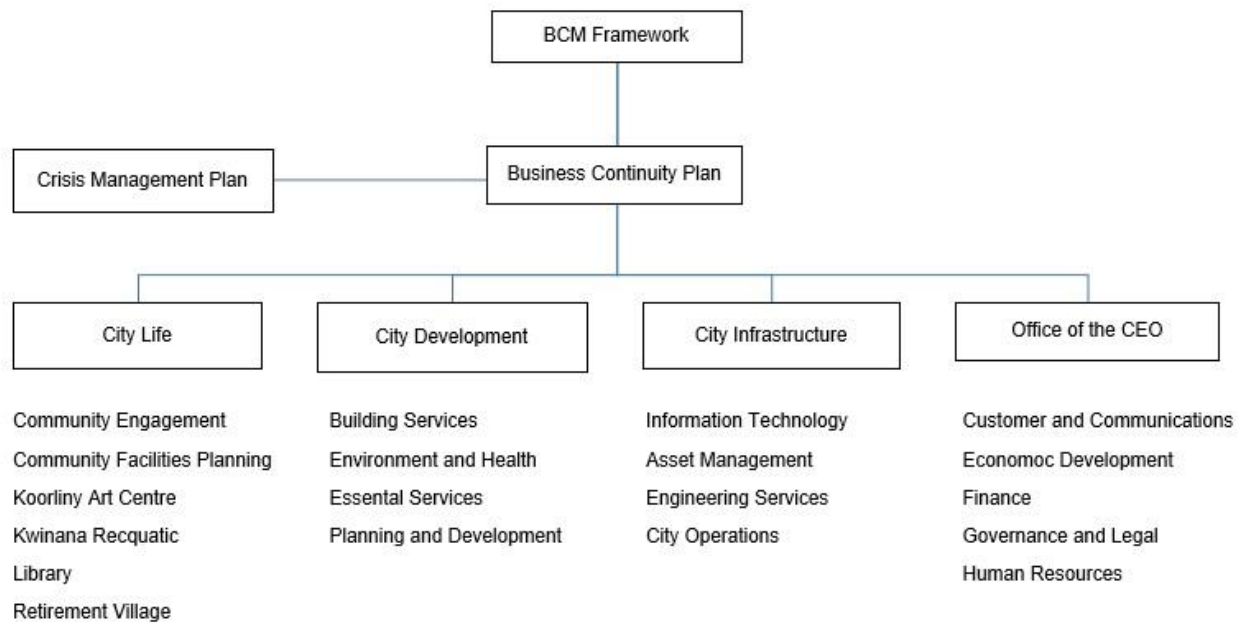 BCM Framework
Crisis Management Plan
Business Continuity Plan
City Life
City Development
City Infrastructure
Office of the CEO
Community Engagement
Community Facilities Planning
Koorliny Art Centre
Kwinana Recquatic
Library
Retirement Village
Building Services
Environment and Health
Essental Services
Planning and Development
Information Technology
Asset Management
Engineering Services
City Operations
Customer and Communications
Economoc Development
Finance
Governance and Legal
Human Resources